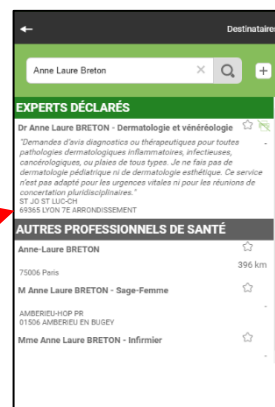 Destinataires
Anne Laure Breton
EXPERTS DÉCLARÉS
Dr Anne Laure BRETON - Dermatologie et vénéréologie
"Demandes d'avis diagnostics ou thérapeutiques pour toutes
pathologies dermatologiques inflammatoires, infectieuses,
cancérologiques, ou plaies de tous types. Je ne fais pas de
dermatologie pédiatrique ni de dermatologie esthétique. Ce service
n'est pas adapté pour les urgences vitales ni pour les réunions de
concertation pluridisciplinaires."
ST JO ST LUC-CH
69365 LYON 7E ARRONDISSEMENT
AUTRES PROFESSIONNELS DE SANTÉ
Anne-Laure BRETON
396 km
75006 Paris
M Anne Laure BRETON - Sage-Femme
AMBERIEU-HOP PR
01506 AMBERIEU EN BUGEY
Mme Anne Laure BRETON - Infirmier